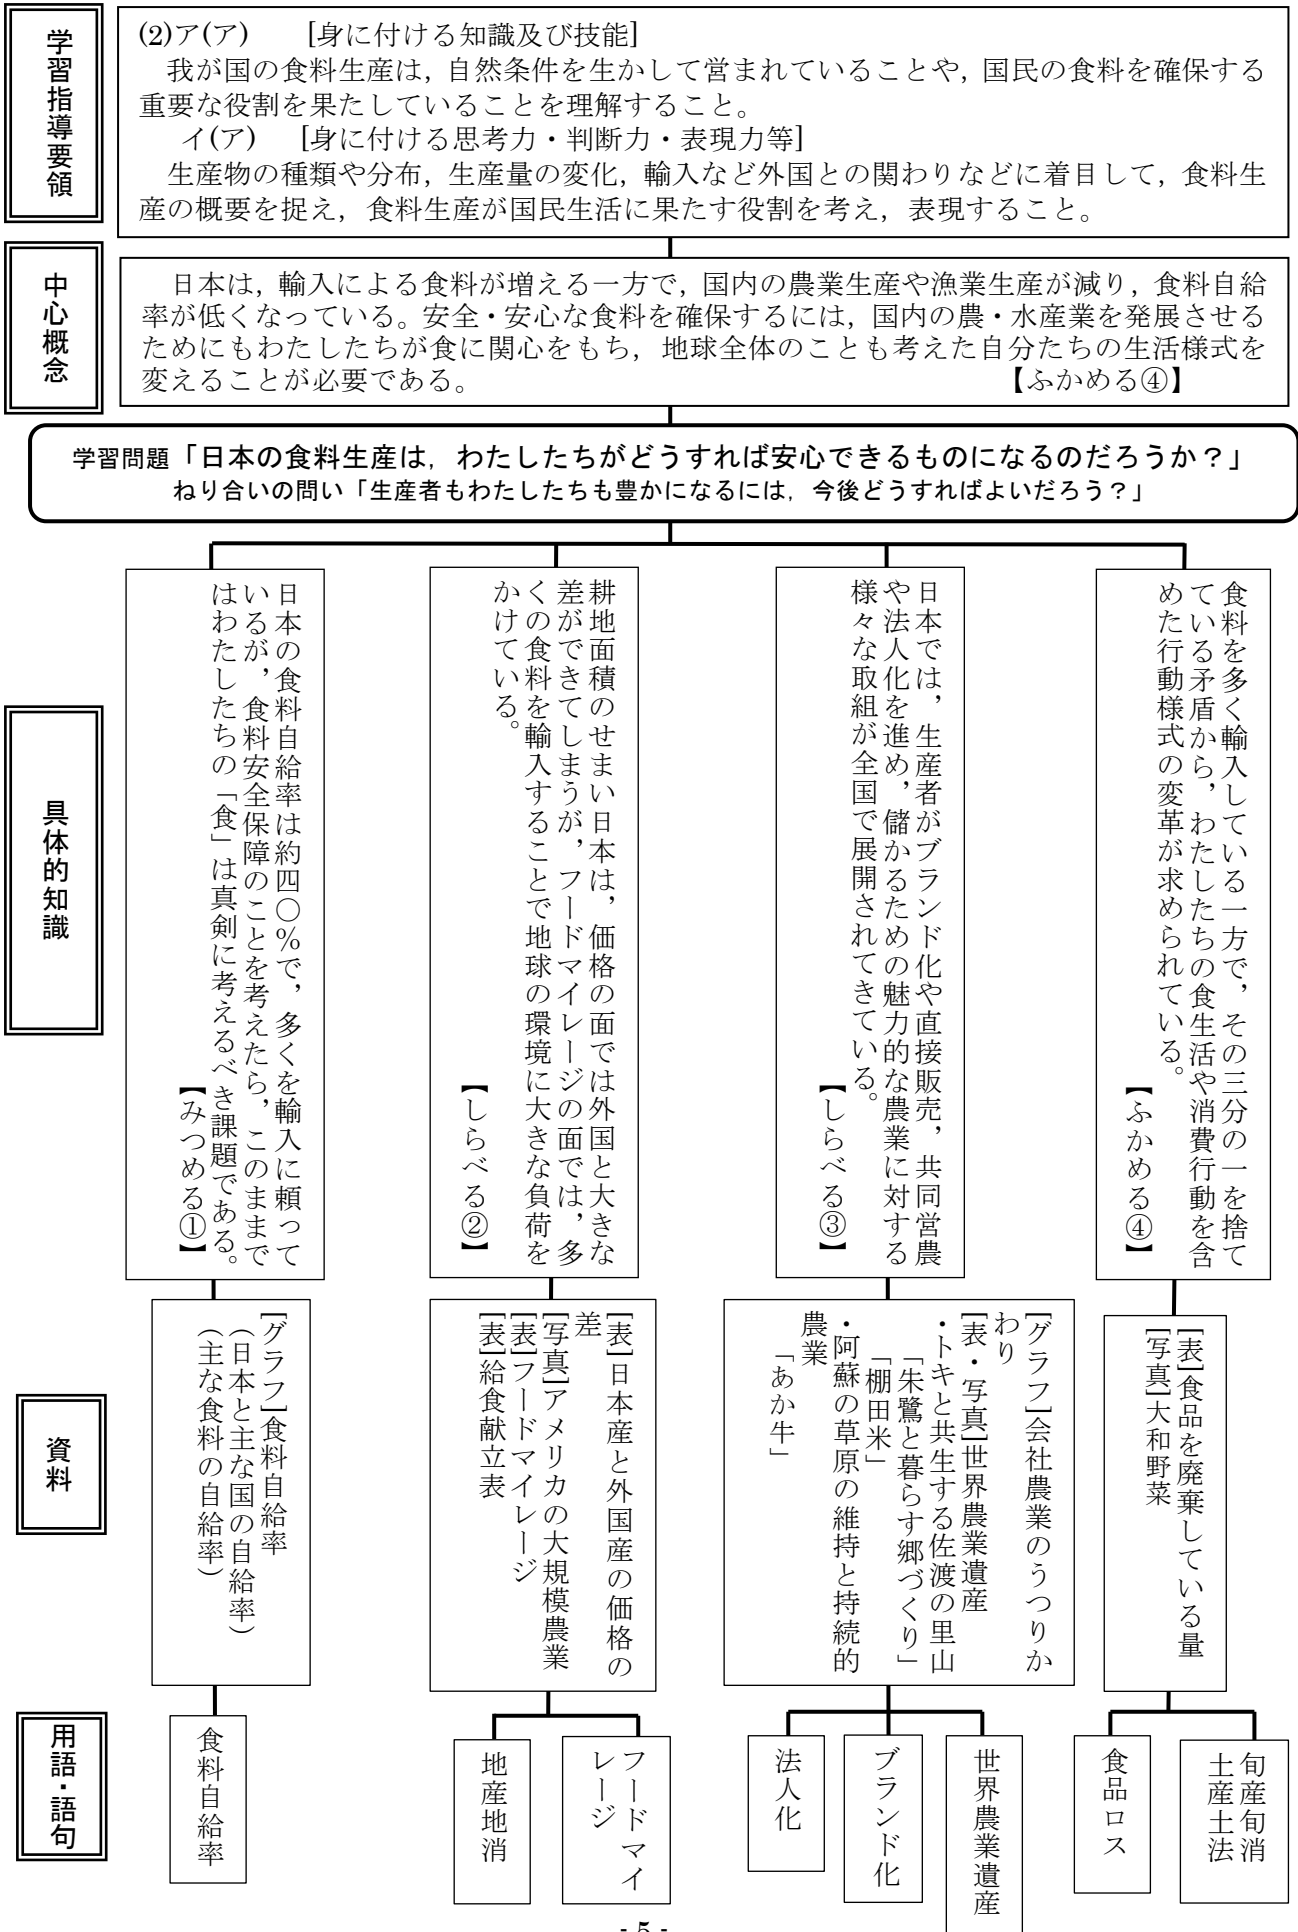 学習指導要領
(2)ア(ア)　　[身に付ける知識及び技能]
　我が国の食料生産は，自然条件を生かして営まれていることや，国民の食料を確保する
重要な役割を果たしていることを理解すること。
　イ(ア)　[身に付ける思考力・判断力・表現力等]
　生産物の種類や分布，生産量の変化，輸入など外国との関わりなどに着目して，食料生
産の概要を捉え，食料生産が国民生活に果たす役割を考え，表現すること。
中心概念
　日本は，輸入による食料が増える一方で，国内の農業生産や漁業生産が減り，食料自給
率が低くなっている。安全・安心な食料を確保するには，国内の農・水産業を発展させる
ためにもわたしたちが食に関心をもち，地球全体のことも考えた自分たちの生活様式を
変えることが必要である。　　【ふかめる④】
学習問題「日本の食料生産は，わたしたちがどうすれば安心できるものになるのだろうか？」
ねり合いの問い「生産者もわたしたちも豊かになるには，今後どうすればよいだろう？」
具体的知識
日本の食料自給率は約四〇％で，多くを輸入に頼って
いるが，食料安全保障のことを考えたら，このままで
はわたしたちの「食」は真剣に考えるべき課題である。
【みつめる①】
耕地面積のせまい日本は，価格の面では外国と大きな
差ができてしまうが，フードマイレージの面では，多
くの食料を輸入することで地球の環境に大きな負荷を
かけている。
【しらべる②】
日本では，生産者がブランド化や直接販売，共同営農
や法人化を進め，儲かるための魅力的な農業に対する
様々な取組が全国で展開されてきている。
【しらべる③】
食料を多く輸入している一方で，その三分の一を捨て
ている矛盾から，わたしたちの食生活や消費行動を含
めた行動様式の変革が求められている。
【ふかめる④】
資料
[グラフ]食料自給率
（日本と主な国の自給率）
（主な食料の自給率）
[表]日本産と外国産の価格の
差
[写真]アメリカの大規模農業
[表]フードマイレージ
[表]給食献立表
[グラフ]会社農業のうつりか
わり
[表・写真]世界農業遺産
・トキと共生する佐渡の里山
「朱鷺と暮らす郷づくり」
「棚田米」
・阿蘇の草原の維持と持続的
農業
「あか牛」
[表]食品を廃棄している量
[写真]大和野菜
用語・語句
食料自給率
地産地消
フードマイ
レージ
法人化
ブランド化
世界農業遺産
食品ロス
旬産旬消
土産土法
- 5 -